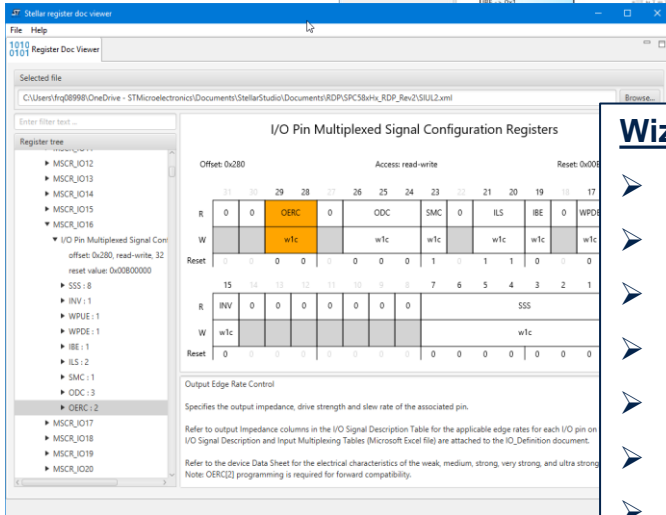 Stellar register doc viewer
File Help
1010
0101 Register Doc Viewer
Selected file
C:\Users\frq08998\OneDrive - STMicroelectronics\Documents\StellarStudio\Documents\RDP\SPC58xHx_RDP_Rev2\SIUL2.xml Browse...
Enter filter text ...
Register tree
MSCR_IO12
MSCR_IO13
MSCR_IO14
MSCR_IO15
MSCR_IO16
I/O Pin Multiplexed Signal Conf
offset: 0x280, read-write, 32
reset value: 0x00B00000
SSS : 8
INV : 1
WPUE : 1
WPDE : 1
IBE : 1
ILS : 2
SMC : 1
ODC : 3
OERC : 2
MSCR_IO17
MSCR_IO18
MSCR_IO19
MSCR_IO20
I/O Pin Multiplexed Signal Configuration Registers
Offset: 0x280 Access: read-write Reset: 0x00B
31 30 29 28 27 26 25 24 23 22 21 20 19 18 17
R 0 0 OERC 0 ODC SMC 0 ILS IBE 0 WPDE
W w1c w1c w1c w1c w1c w1c
Reset 0 0 0 0 0 0 0 0 1 0 1 1 0 0 0
15 14 13 12 11 10 9 8 7 6 5 4 3 2 1
R INV 0 0 0 0 0 0 0 SSS
W w1c w1c
Reset 0 0 0 0 0 0 0 0 0 0 0 0 0 0 0
Output Edge Rate Control
Specifies the output impedance, drive strength and slew rate of the associated pin.
Refer to output Impedance columns in the I/O Signal Description Table for the applicable edge rates for each I/O pin on
I/O Signal Description and Input Multiplexing Tables (Microsoft Excel file) are attached to the IO_Definition document.
Refer to the device Data Sheet for the electrical characteristics of the weak, medium, strong, very strong, and ultra strong
Note: OERC[2] programming is required for forward compatibility.
Wiz